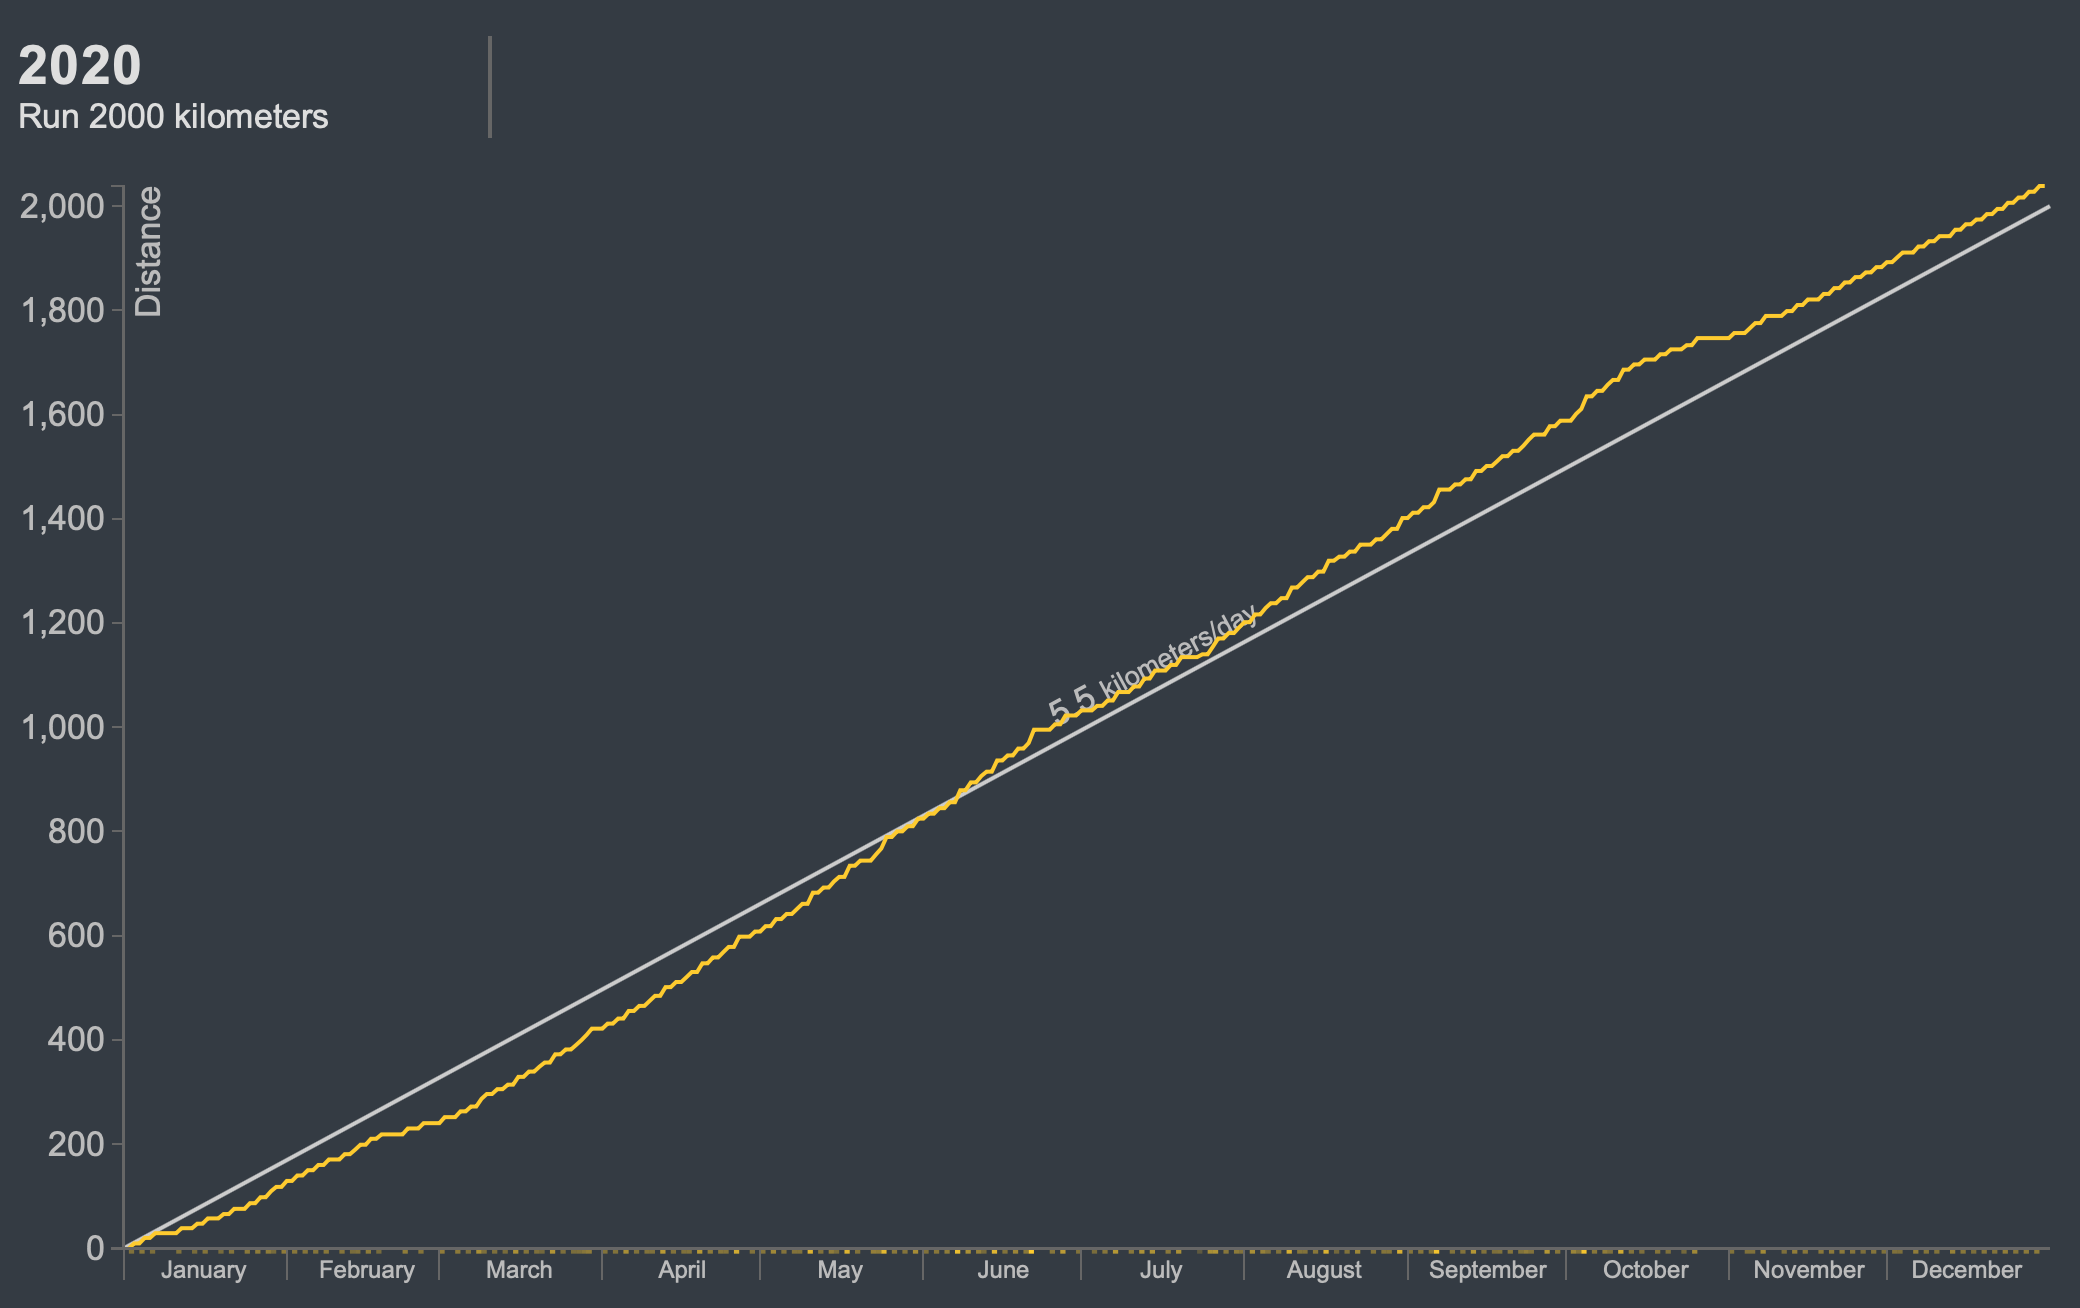 2020
Run 2000 kilometers
Distance
2,000
1,800
1,600
1,400
1,200
1,000
800
600
400
200
0
5.5 kilometers/day
January
February
March
April
May
June
July
August
September
October
November
December